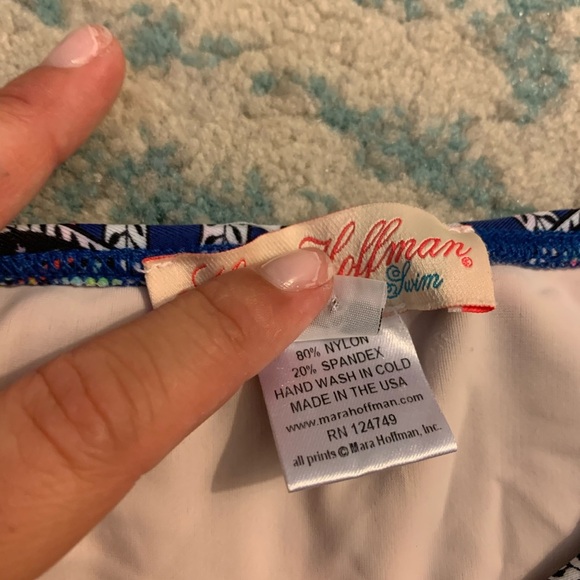 Hoffman®
Swim
80% NYLON
20% SPANDEX
HAND WASH IN COLD
MADE IN THE USA
www.marahoffman.com
RN 124749
all prints © Mara Hoffman, Inc.